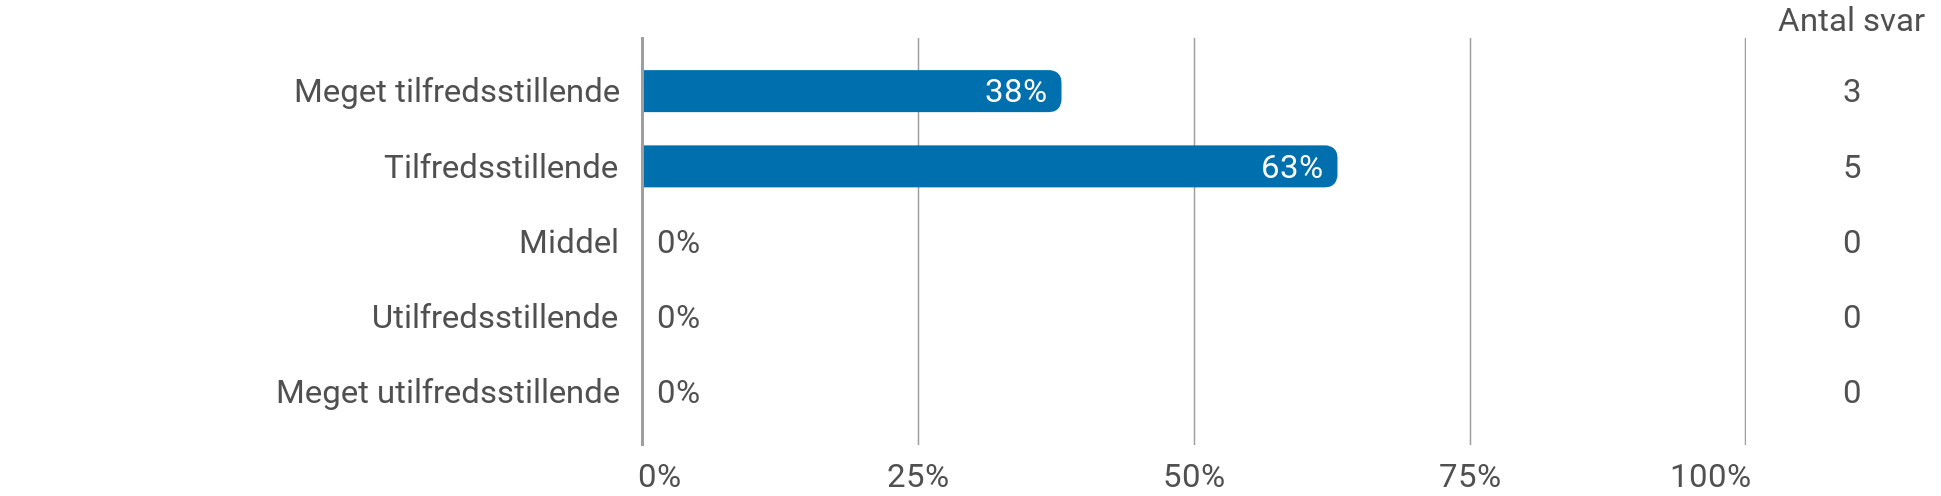 Antal svar
Meget tilfredsstillende 38% 3
Tilfredsstillende 63% 5
Middel 0% 0
Utilfredsstillende 0% 0
Meget utilfredsstillende 0% 0
0% 25% 50% 75% 100%